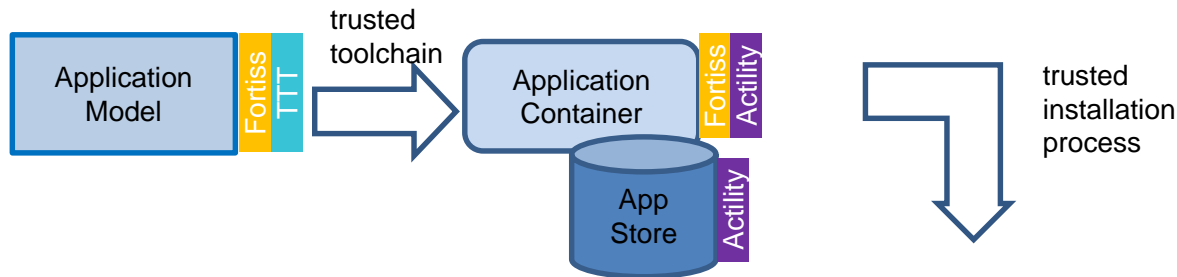 Application
Model
Fortiss
TTT
trusted
toolchain
Application
Container
Fortiss
Actility
App
Store
Actility
trusted
installation
process